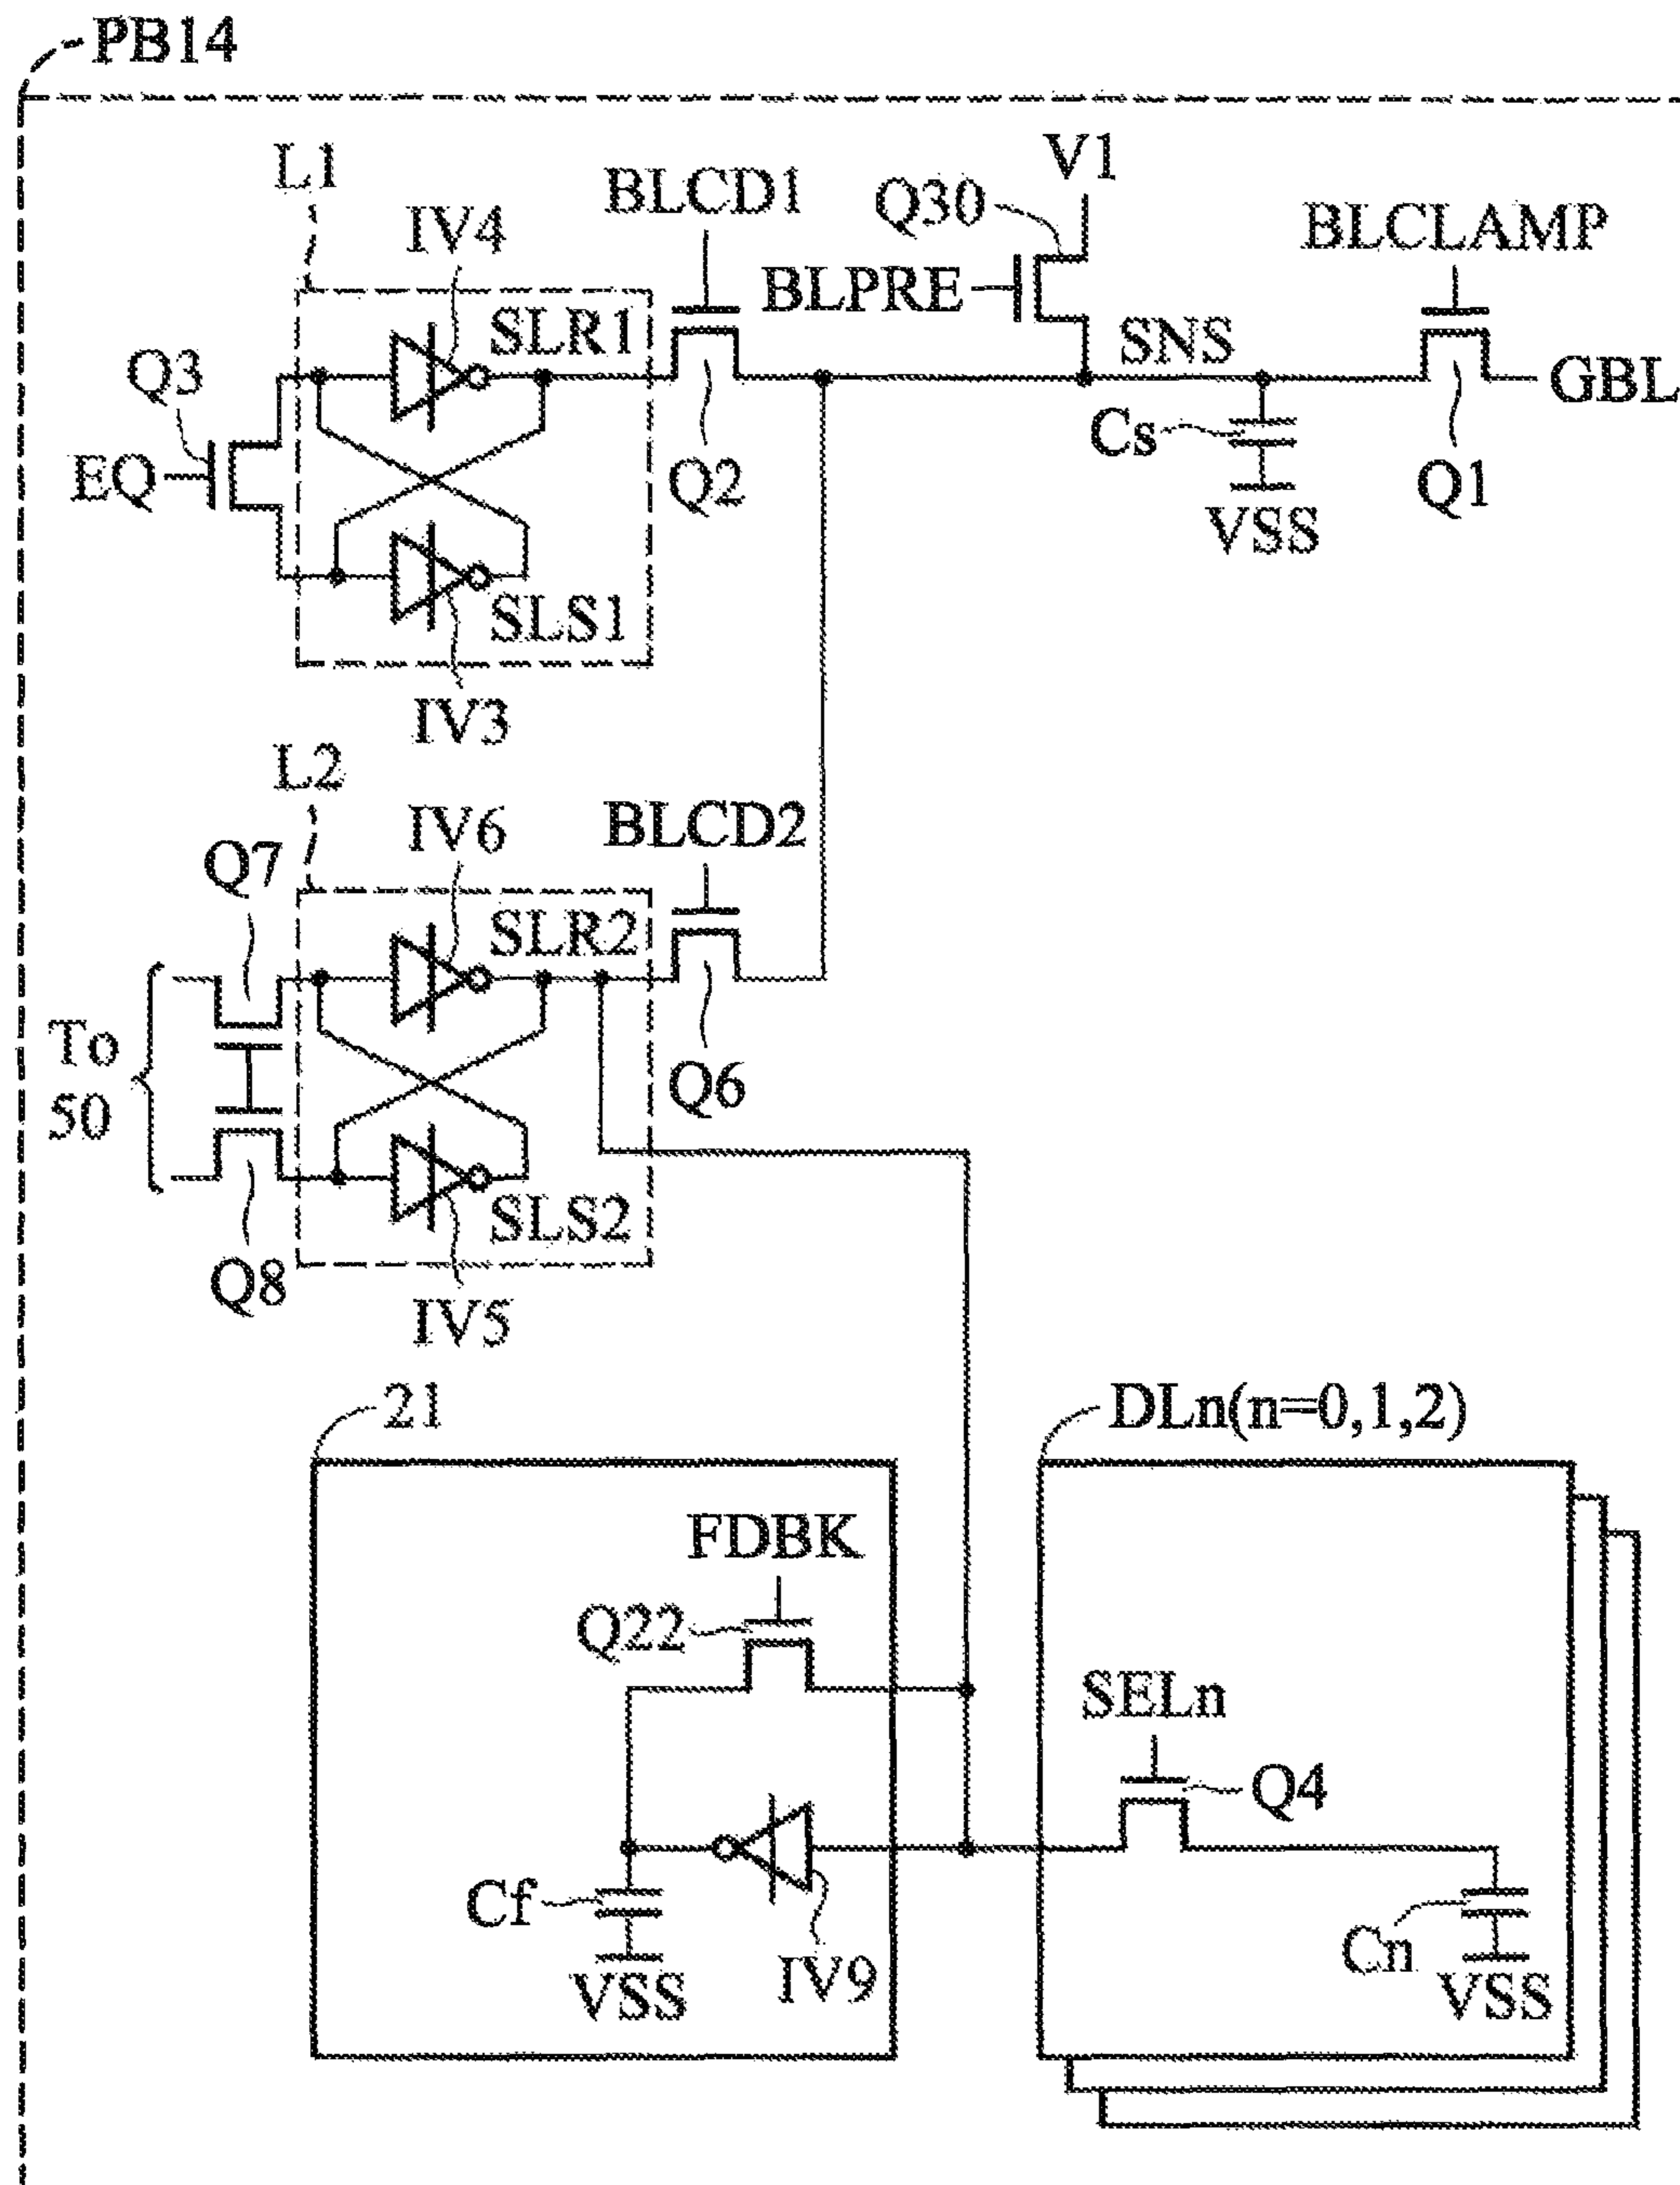 PB14
L1
BLCD1
V1
Q30
BLCLAMP
IV4
BLPRE
SLR1
SNS
Q3
GBL
Cs
EQ
Q2
Q1
VSS
SLS1
IV3
L2
IV6
BLCD2
Q7
SLR2
To
50
Q6
SLS2
Q8
IV5
21
DLn(n=0,1,2)
FDBK
Q22
SELn
Q4
Cf
Cn
IV9
VSS
VSS